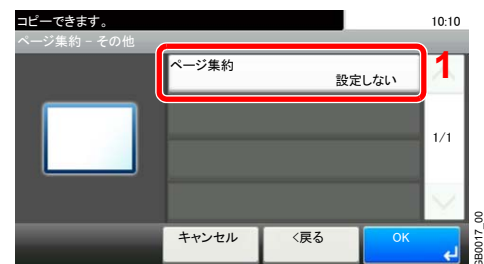 コピーできます。 10:10
ページ集約 - その他
ページ集約
設定しない
1
1/1
キャンセル <戻る OK
GB0017_00